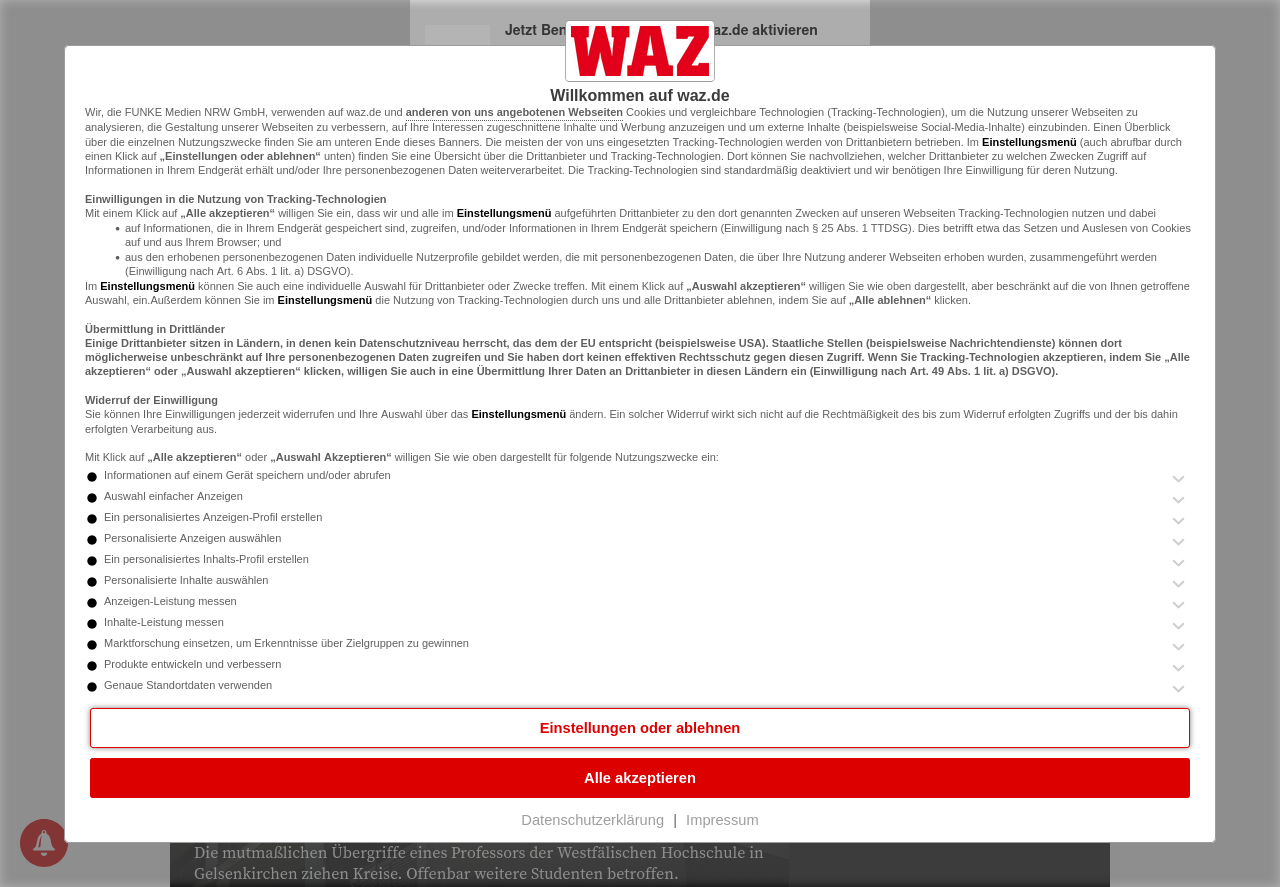 Jetzt Ben
az.de aktivieren
WAZ
Willkommen auf waz.de
Wir, die FUNKE Medien NRW GmbH, verwenden auf waz.de und anderen von uns angebotenen Webseiten Cookies und vergleichbare Technologien (Tracking-Technologien), um die Nutzung unserer Webseiten zu
analysieren, die Gestaltung unserer Webseiten zu verbessern, auf Ihre Interessen zugeschnittene Inhalte und Werbung anzuzeigen und um externe Inhalte (beispielsweise Social-Media-Inhalte) einzubinden. Einen Überblick
über die einzelnen Nutzungszwecke finden Sie am unteren Ende dieses Banners. Die meisten der von uns eingesetzten Tracking-Technologien werden von Drittanbietern betrieben. Im Einstellungsmenü (auch abrufbar durch
einen Klick auf „Einstellungen oder ablehnen“ unten) finden Sie eine Übersicht über die Drittanbieter und Tracking-Technologien. Dort können Sie nachvollziehen, welcher Drittanbieter zu welchen Zwecken Zugriff auf
Informationen in Ihrem Endgerät erhält und/oder Ihre personenbezogenen Daten weiterverarbeitet. Die Tracking-Technologien sind standardmäßig deaktiviert und wir benötigen Ihre Einwilligung für deren Nutzung.
Einwilligungen in die Nutzung von Tracking-Technologien
Mit einem Klick auf „Alle akzeptieren“ willigen Sie ein, dass wir und alle im Einstellungsmenü aufgeführten Drittanbieter zu den dort genannten Zwecken auf unseren Webseiten Tracking-Technologien nutzen und dabei
• auf Informationen, die in Ihrem Endgerät gespeichert sind, zugreifen, und/oder Informationen in Ihrem Endgerät speichern (Einwilligung nach § 25 Abs. 1 TTDSG). Dies betrifft etwa das Setzen und Auslesen von Cookies
auf und aus Ihrem Browser; und
• aus den erhobenen personenbezogenen Daten individuelle Nutzerprofile gebildet werden, die mit personenbezogenen Daten, die über Ihre Nutzung anderer Webseiten erhoben wurden, zusammengeführt werden
(Einwilligung nach Art. 6 Abs. 1 lit. a) DSGVO).
Im Einstellungsmenü können Sie auch eine individuelle Auswahl für Drittanbieter oder Zwecke treffen. Mit einem Klick auf „Auswahl akzeptieren“ willigen Sie wie oben dargestellt, aber beschränkt auf die von Ihnen getroffene
Auswahl, ein.Außerdem können Sie im Einstellungsmenü die Nutzung von Tracking-Technologien durch uns und alle Drittanbieter ablehnen, indem Sie auf „Alle ablehnen“ klicken.
Übermittlung in Drittländer
Einige Drittanbieter sitzen in Ländern, in denen kein Datenschutzniveau herrscht, das dem der EU entspricht (beispielsweise USA). Staatliche Stellen (beispielsweise Nachrichtendienste) können dort
möglicherweise unbeschränkt auf Ihre personenbezogenen Daten zugreifen und Sie haben dort keinen effektiven Rechtsschutz gegen diesen Zugriff. Wenn Sie Tracking-Technologien akzeptieren, indem Sie „Alle
akzeptieren“ oder „Auswahl akzeptieren“ klicken, willigen Sie auch in eine Übermittlung Ihrer Daten an Drittanbieter in diesen Ländern ein (Einwilligung nach Art. 49 Abs. 1 lit. a) DSGVO).
Widerruf der Einwilligung
Sie können Ihre Einwilligungen jederzeit widerrufen und Ihre Auswahl über das Einstellungsmenü ändern. Ein solcher Widerruf wirkt sich nicht auf die Rechtmäßigkeit des bis zum Widerruf erfolgten Zugriffs und der bis dahin
erfolgten Verarbeitung aus.
Mit Klick auf „Alle akzeptieren“ oder „Auswahl Akzeptieren“ willigen Sie wie oben dargestellt für folgende Nutzungszwecke ein:
Informationen auf einem Gerät speichern und/oder abrufen
Auswahl einfacher Anzeigen
Ein personalisiertes Anzeigen-Profil erstellen
Personalisierte Anzeigen auswählen
Ein personalisiertes Inhalts-Profil erstellen
Personalisierte Inhalte auswählen
Anzeigen-Leistung messen
Inhalte-Leistung messen
Marktforschung einsetzen, um Erkenntnisse über Zielgruppen zu gewinnen
Produkte entwickeln und verbessern
Genaue Standortdaten verwenden
Einstellungen oder ablehnen
Alle akzeptieren
Datenschutzerklärung | Impressum
Die mutmaßlichen Übergriffe eines Professors der Westfälischen Hochschule in
Gelsenkirchen ziehen Kreise. Offenbar weitere Studenten betroffen.